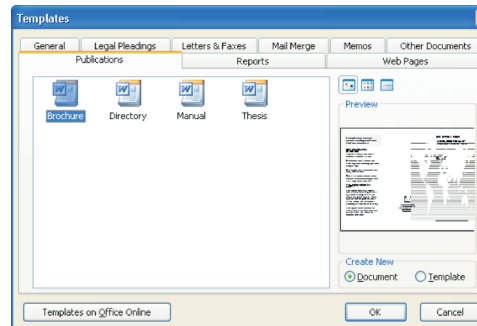 Templates
General Legal Pleadings Letters & Faxes Mail Merge Memos Other Documents
Publications Reports Web Pages
Brochure Directory Manual Thesis
Preview
Create New
Document Template
Templates on Office Online OK Cancel